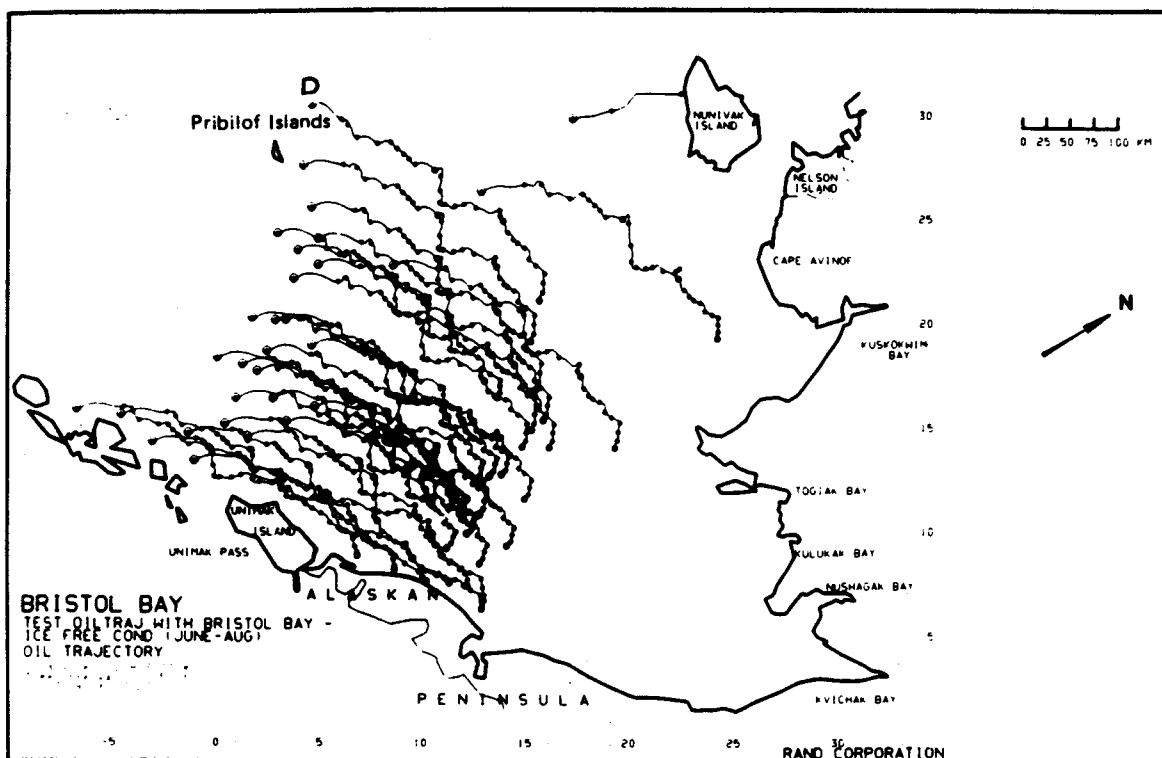 D
Pribilof Islands
NUNIVAK
ISLAND
30
0 25 50 75 100 KM
NELSON
ISLAND
25
CAPE AVINOF
N
20
KUSKOKWIM
BAY
15
TOGIAK BAY
UNIMAK
ISLAND
10
UNIMAK PASS
KULUKAK BAY
ALASKAN
NUSHAGAK BAY
BRISTOL BAY
TEST OILTRAJ WITH BRISTOL BAY -
ICE FREE COND (JUNE-AUG)
OIL TRAJECTORY
5
PENINSULA
KVICHAK BAY
-5 0 5 10 15 20 25 30
RAND CORPORATION